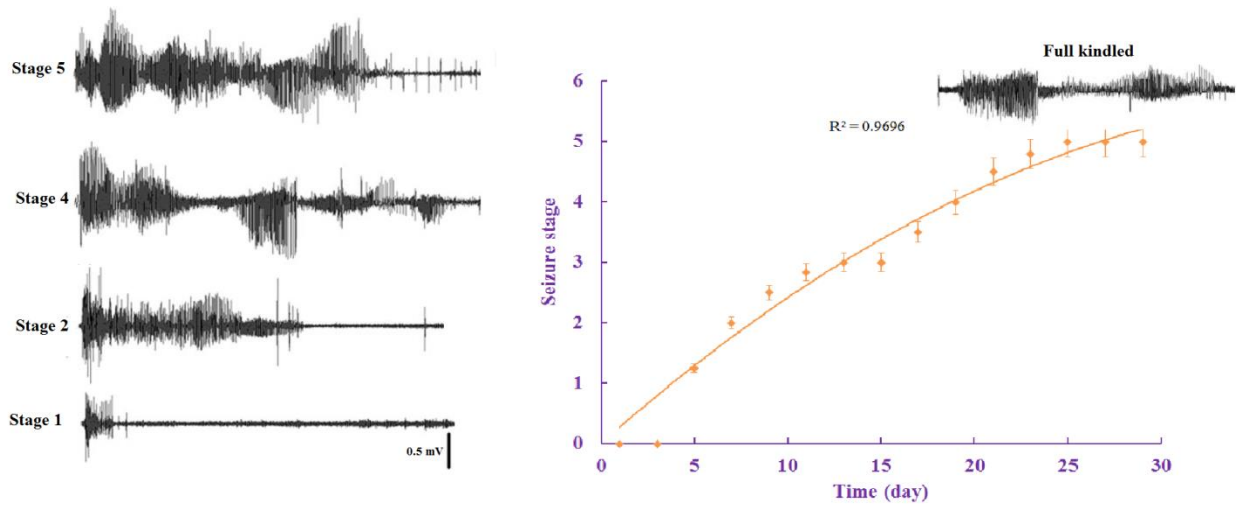 Stage 5
Stage 4
Stage 2
Stage 1
0.5 mV
Full kindled
R² = 0.9696
Seizure stage
6
5
4
3
2
1
0
0 5 10 15 20 25 30
Time (day)